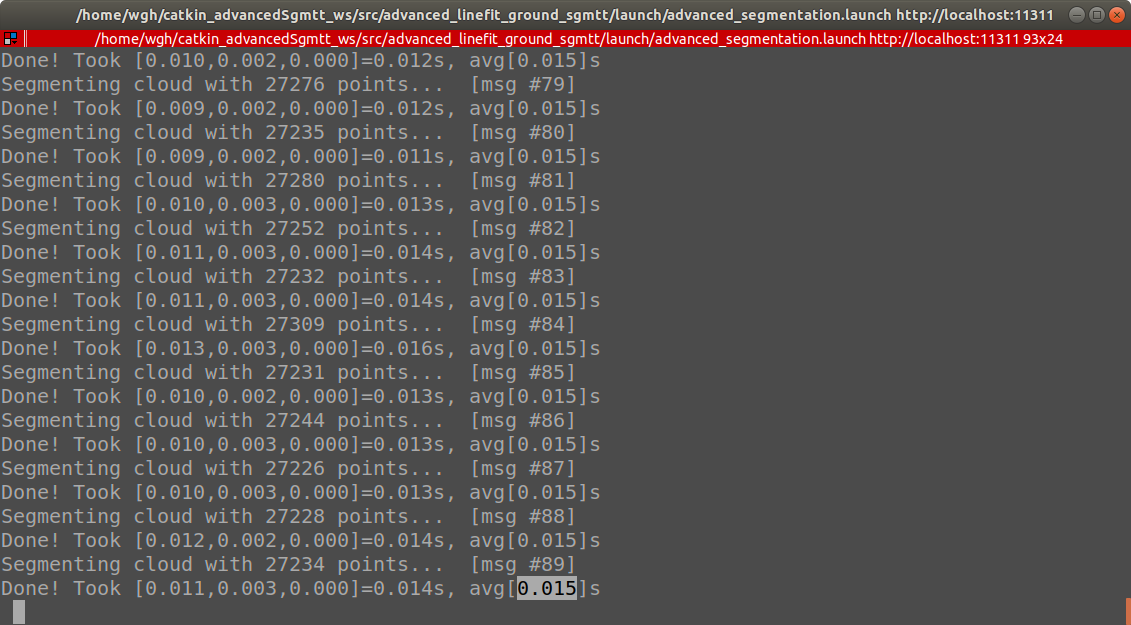 /home/wgh/catkin_advancedSgmtt_ws/src/advanced_linefit_ground_sgmtt/launch/advanced_segmentation.launch http://localhost:11311
/home/wgh/catkin_advancedSgmtt_ws/src/advanced_linefit_ground_sgmtt/launch/advanced_segmentation.launch http://localhost:11311 93x24
Done! Took [0.010,0.002,0.000]=0.012s, avg[0.015]s
Segmenting cloud with 27276 points...  [msg #79]
Done! Took [0.009,0.002,0.000]=0.012s, avg[0.015]s
Segmenting cloud with 27235 points...  [msg #80]
Done! Took [0.009,0.002,0.000]=0.011s, avg[0.015]s
Segmenting cloud with 27280 points...  [msg #81]
Done! Took [0.010,0.003,0.000]=0.013s, avg[0.015]s
Segmenting cloud with 27252 points...  [msg #82]
Done! Took [0.011,0.003,0.000]=0.014s, avg[0.015]s
Segmenting cloud with 27232 points...  [msg #83]
Done! Took [0.011,0.003,0.000]=0.014s, avg[0.015]s
Segmenting cloud with 27309 points...  [msg #84]
Done! Took [0.013,0.003,0.000]=0.016s, avg[0.015]s
Segmenting cloud with 27231 points...  [msg #85]
Done! Took [0.010,0.002,0.000]=0.013s, avg[0.015]s
Segmenting cloud with 27244 points...  [msg #86]
Done! Took [0.010,0.003,0.000]=0.013s, avg[0.015]s
Segmenting cloud with 27226 points...  [msg #87]
Done! Took [0.010,0.003,0.000]=0.013s, avg[0.015]s
Segmenting cloud with 27228 points...  [msg #88]
Done! Took [0.012,0.002,0.000]=0.014s, avg[0.015]s
Segmenting cloud with 27234 points...  [msg #89]
Done! Took [0.011,0.003,0.000]=0.014s, avg[0.015]s